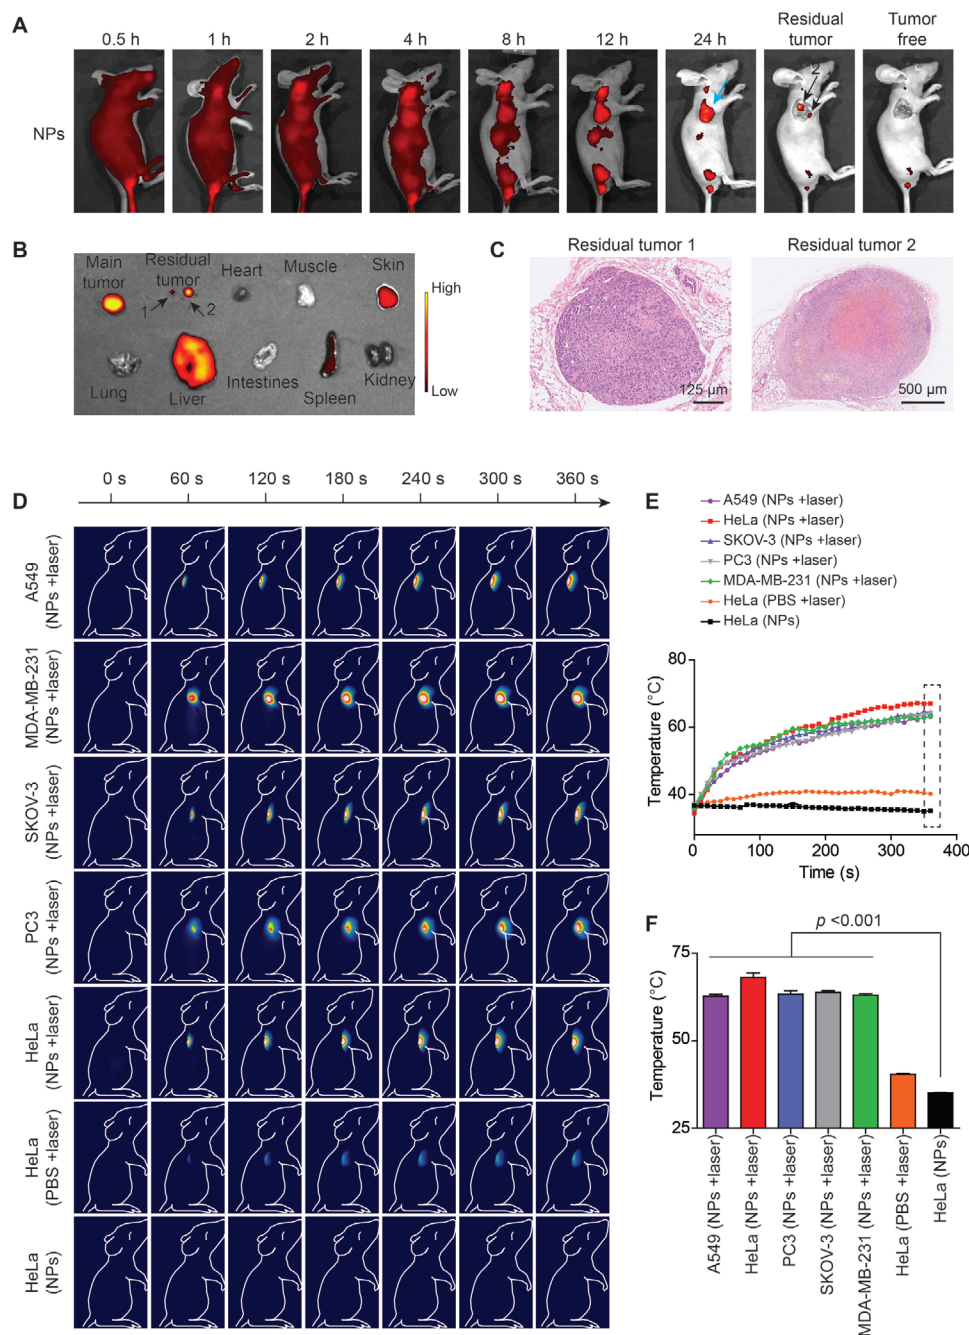 A
0.5 h 1 h 2 h 4 h 8 h 12 h 24 h Residual tumor Tumor free
NPs
2
1
B
Main tumor
Residual tumor
Heart
Muscle
Skin
1
2
Lung
Liver
Intestines
Spleen
Kidney
High
Low
C
Residual tumor 1
Residual tumor 2
125 µm
500 µm
D
0 s 60 s 120 s 180 s 240 s 300 s 360 s
A549
(NPs +laser)
MDA-MB-231
(NPs +laser)
SKOV-3
(NPs +laser)
PC3
(NPs +laser)
HeLa
(NPs +laser)
HeLa
(PBS +laser)
HeLa
(NPs)
E
A549 (NPs +laser)
HeLa (NPs +laser)
SKOV-3 (NPs +laser)
PC3 (NPs +laser)
MDA-MB-231 (NPs +laser)
HeLa (PBS +laser)
HeLa (NPs)
Temperature (°C)
80
60
40
0 100 200 300 400
Time (s)
F
p <0.001
Temperature (°C)
75
50
25
A549 (NPs +laser)
HeLa (NPs +laser)
PC3 (NPs +laser)
SKOV-3 (NPs +laser)
MDA-MB-231 (NPs +laser)
HeLa (PBS +laser)
HeLa (NPs)